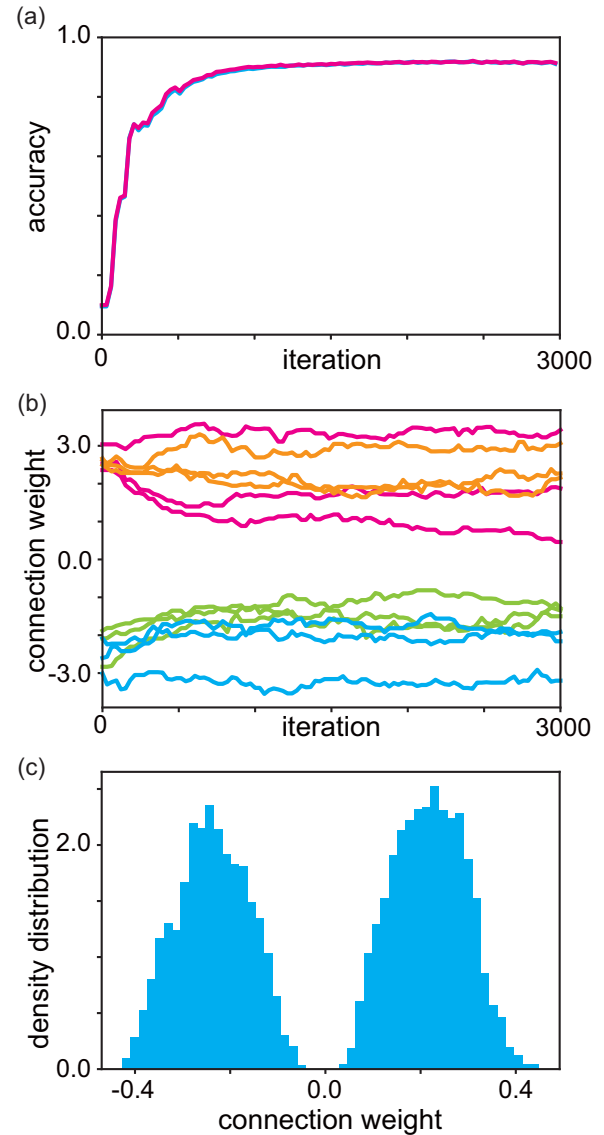 (a)
1.0
accuracy
0.0
0
iteration
3000
(b)
3.0
connection weight
0.0
-3.0
0
iteration
3000
(c)
density distribution
2.0
0.0
-0.4
0.0
0.4
connection weight